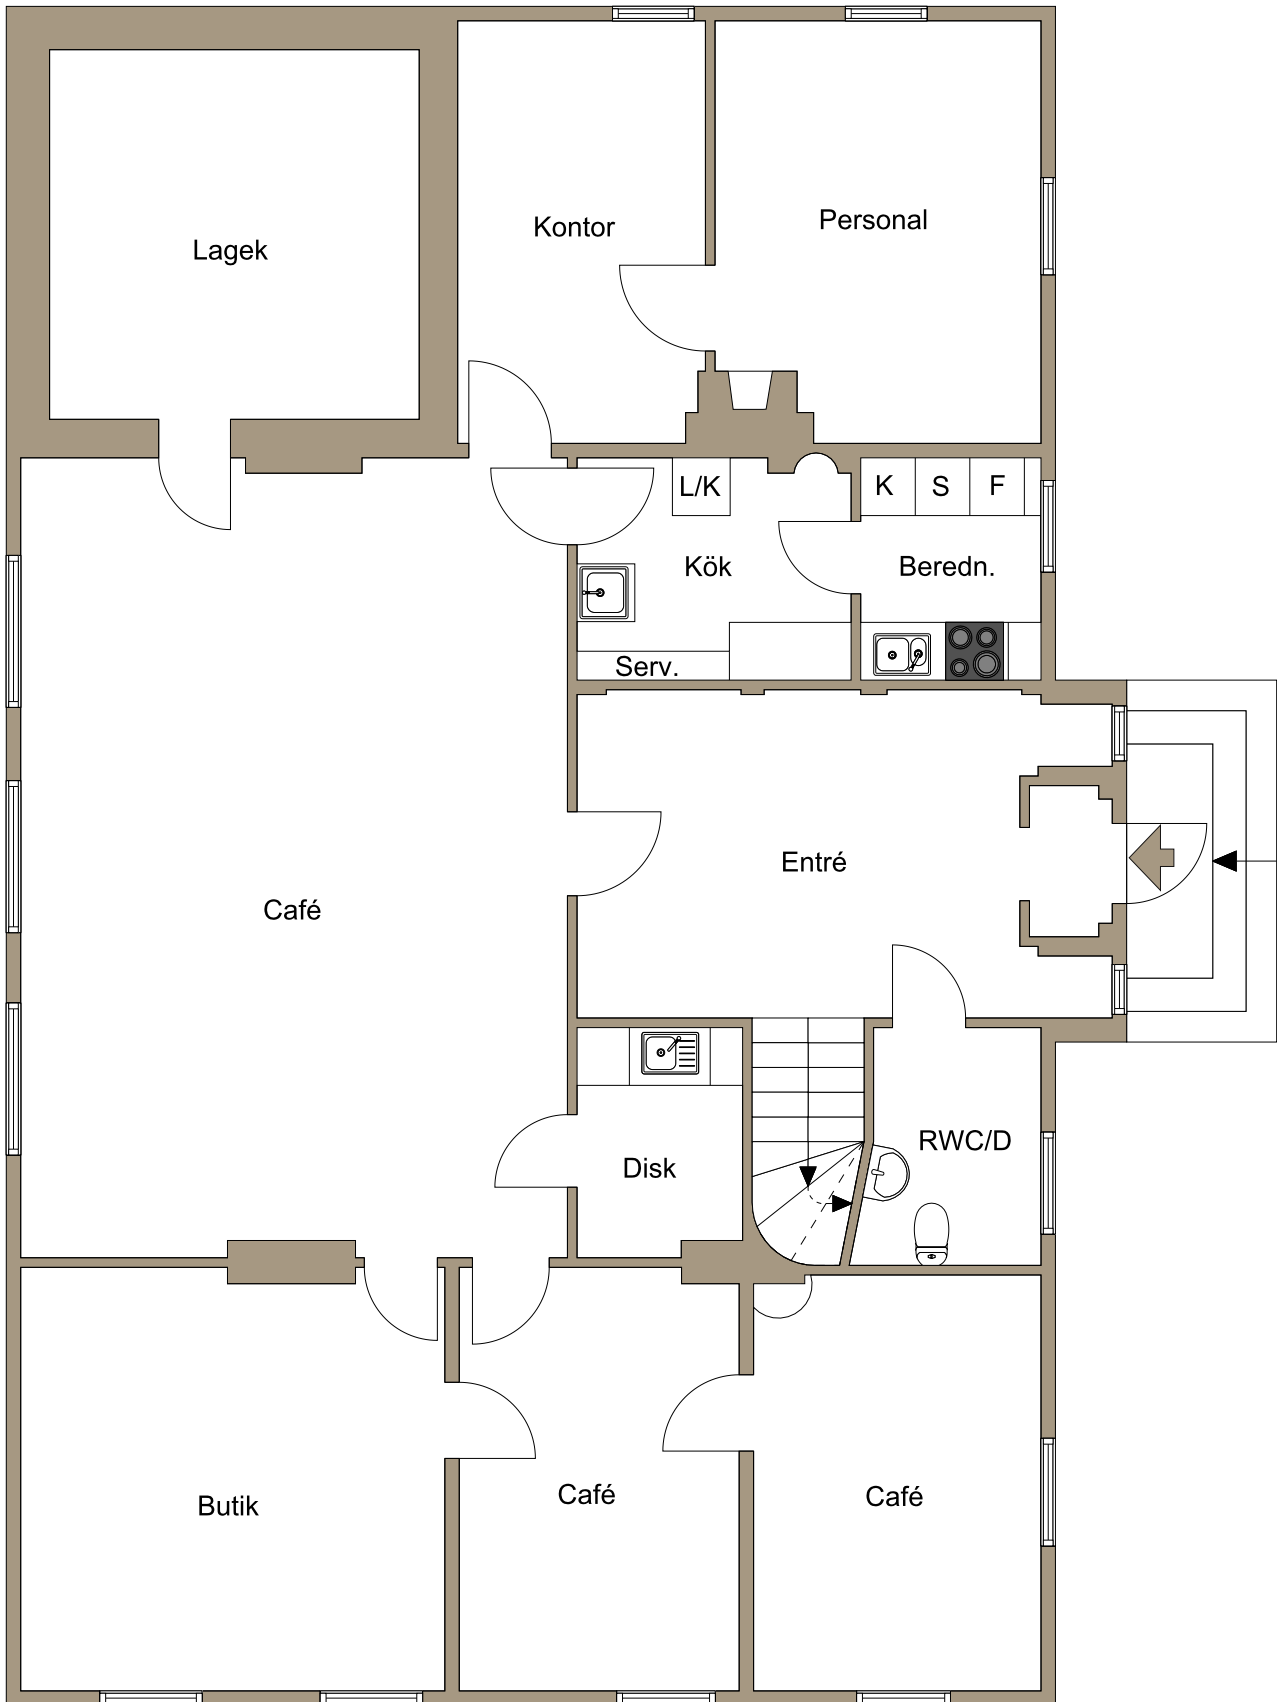 Lagek
Kontor
Personal
L/K
K
S
F
Kök
Beredn.
Serv.
Entré
Café
Disk
RWC/D
Butik
Café
Café